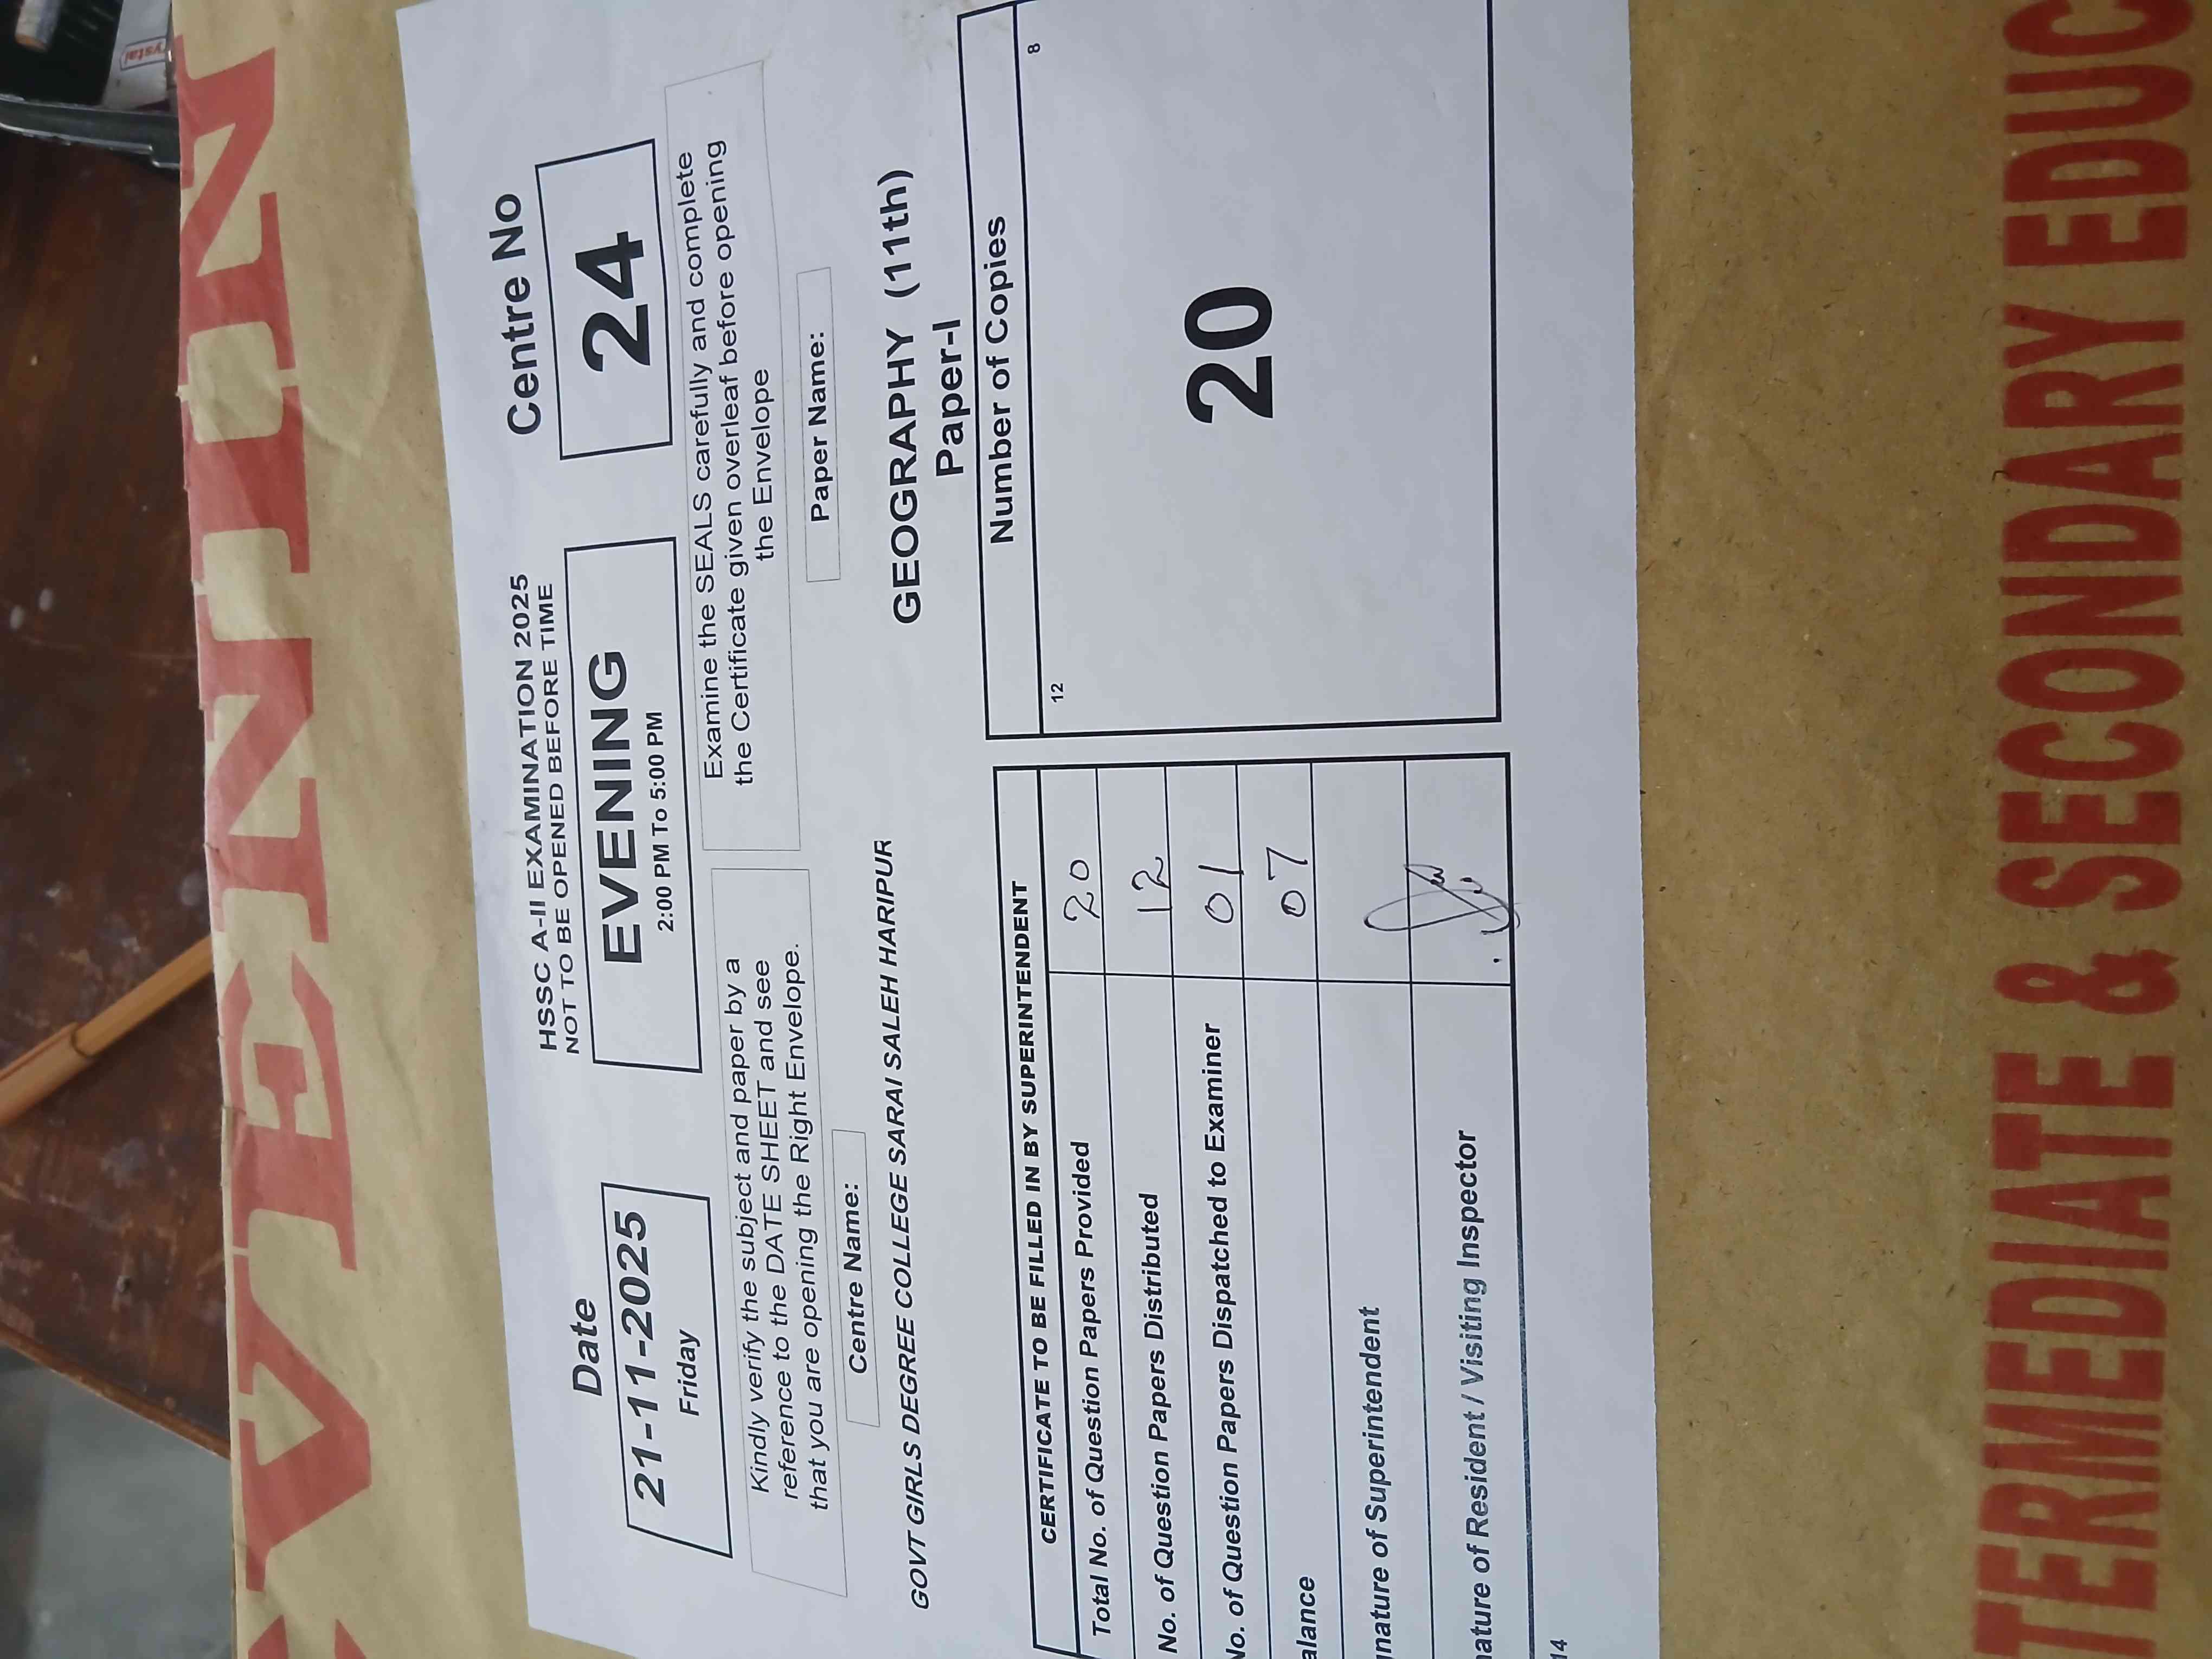 EVENIN
HSSC A-II EXAMINATION 2025
NOT TO BE OPENED BEFORE TIME
Date
21-11-2025
Friday
EVENING
2:00 PM To 5:00 PM
Centre No
24
Kindly verify the subject and paper by a
reference to the DATE SHEET and see
that you are opening the Right Envelope.
Examine the SEALS carefully and complete
the Certificate given overleaf before opening
the Envelope
Centre Name:
GOVT GIRLS DEGREE COLLEGE SARAI SALEH HARIPUR
Paper Name:
GEOGRAPHY (11th)
Paper-I
CERTIFICATE TO BE FILLED IN BY SUPERINTENDENT
Total No. of Question Papers Provided 20
No. of Question Papers Distributed 12
No. of Question Papers Dispatched to Examiner 01
alance 07
nature of Superintendent
nature of Resident / Visiting Inspector
14
Number of Copies
12 8
20
TERMEDIATE & SECONDARY EDUC